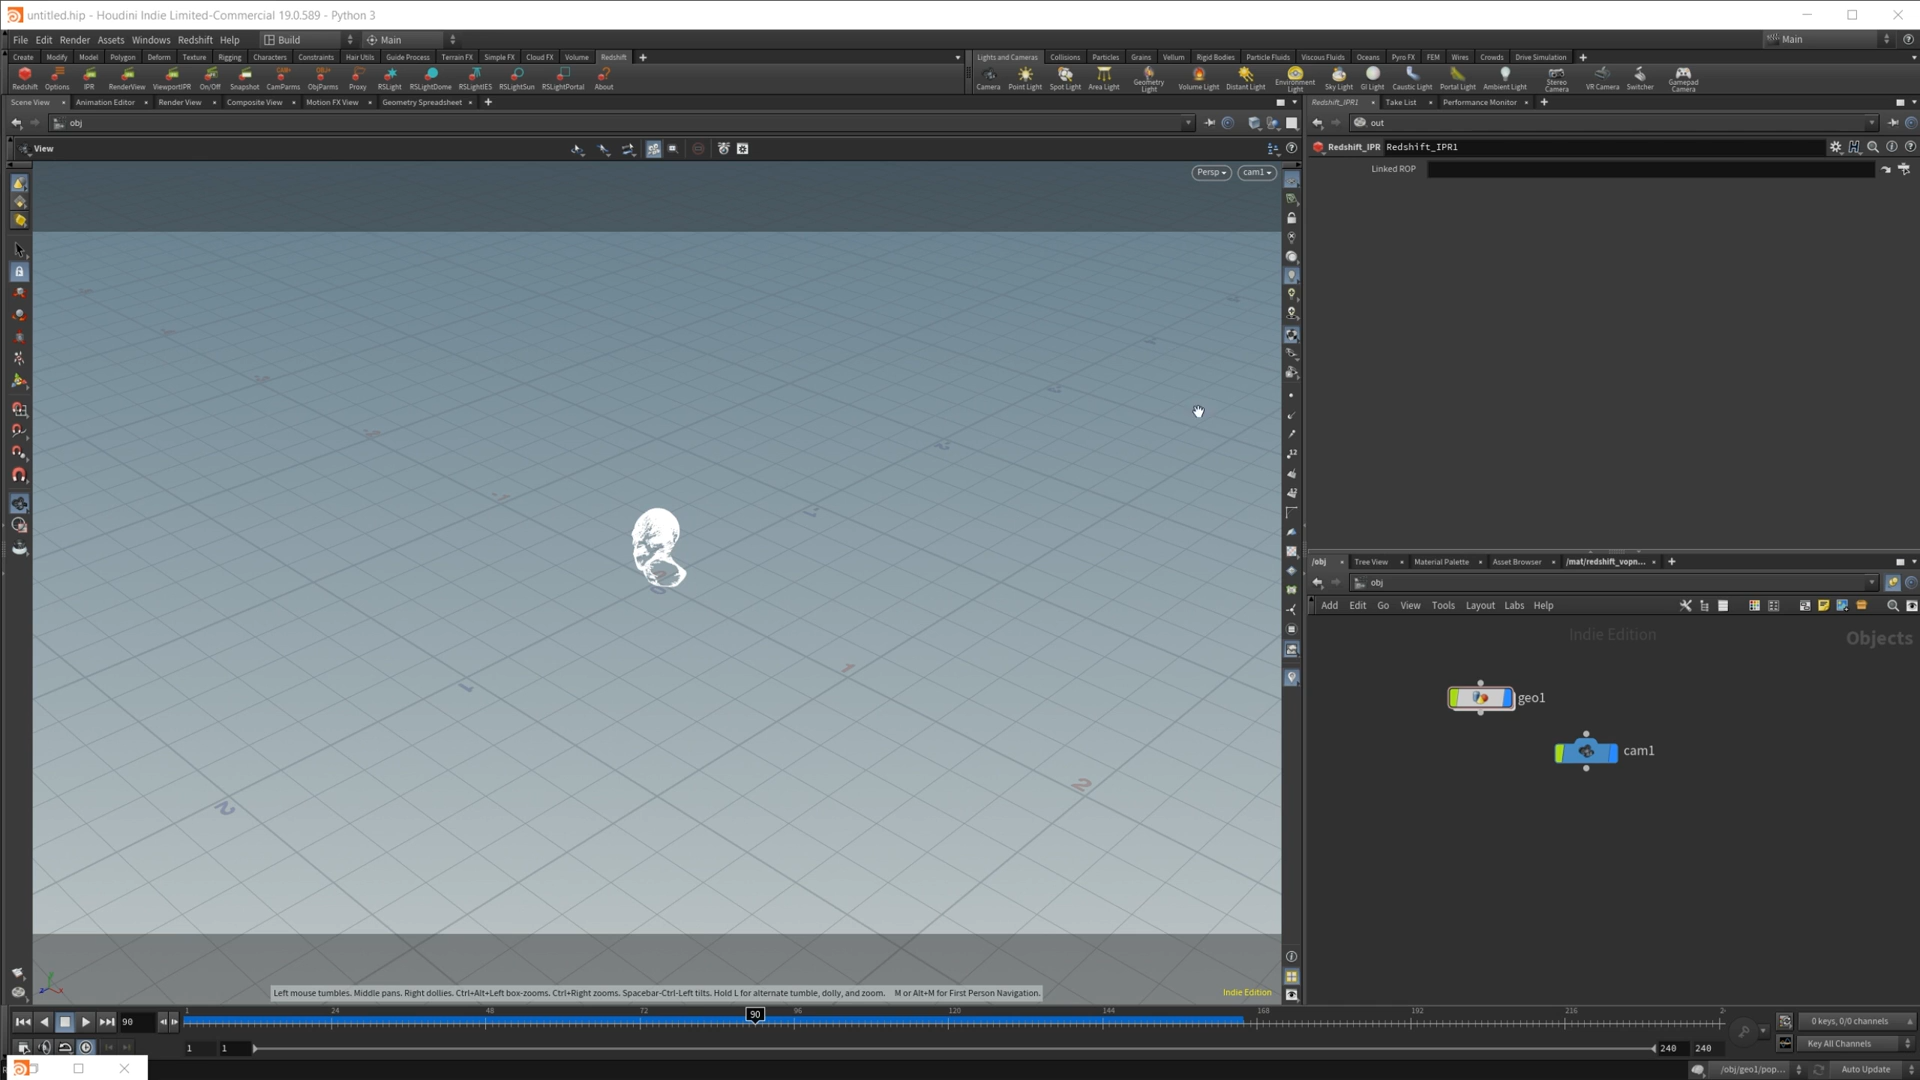 untitled.hip - Houdini Indie Limited-Commercial 19.0.589 - Python 3
File Edit Render Assets Windows Redshift Help Build Main Main
Create Modify Model Polygon Deform Texture Rigging Characters Constraints Hair Utils Guide Process Terrain FX Simple FX Cloud FX Volume Redshift
Lights and Cameras Collisions Particles Grains Vellum Rigid Bodies Particle Fluids Viscous Fluids Oceans Pyro FX FEM Wires Crowds Drive Simulation
Redshift Options IPR RenderView On/Off Snapshot ViewportIPR CamParms ObjParms Proxy RSLight RSLightDome RSLightIES RSLightSun RSLightPortal About
Camera Point Light Spot Light Area Light Geometry Light Volume Light Distant Light Environment Light Sky Light GI Light Caustic Light Portal Light Ambient Light Stereo Camera VR Camera Switcher Gamepad Camera
Scene View Animation Editor Render View Composite View Motion FX View Geometry Spreadsheet
Redshift_IPR1 Take List Performance Monitor
obj
out
View
Redshift_IPR Redshift_IPR1
Linked ROP
Persp cam1
/obj Tree View Material Palette Asset Browser /mat/redshift_vopn...
obj
Add Edit Go View Tools Layout Labs Help
Indie Edition Objects
geo1
cam1
Left mouse tumbles. Middle pans. Right dollies. Ctrl+Alt+Left box-zooms. Ctrl+Right zooms. Spacebar-Ctrl-Left tilts. Hold L for alternate tumble, dolly, and zoom. M or Alt+M for First Person Navigation.
Indie Edition
90 1 24 48 72 90 96 120 144 168 192 216 2
0 keys, 0/0 channels
1 1 240 240 Key All Channels
/obj/geo1/pop... Auto Update